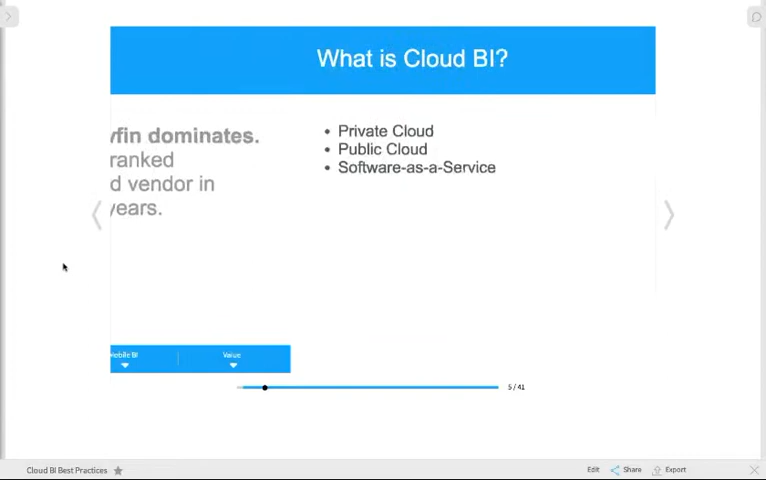 What is Cloud BI?
fin dominates.
ranked
d vendor in
years.
• Private Cloud
• Public Cloud
• Software-as-a-Service
Mobile BI
Value
5 / 41
Cloud BI Best Practices
Edit
Share
Export